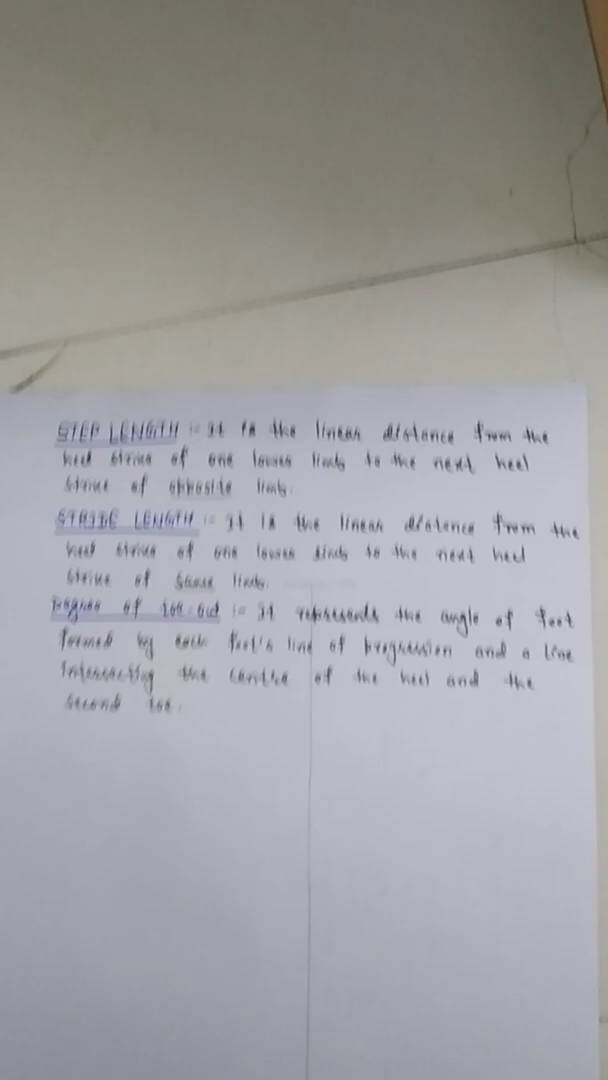 STEP LENGTH :- It is the linear distance from the
heel strike of one lower limb to the next heel
strike of opposite limb.
STRIDE LENGTH :- It is the linear distance from the
heel strike of one lower limb to the next heel
strike of same limb.
Degree of toe-out :- It represents the angle of foot
formed by each foot's line of progression and a line
intersecting the centre of the heel and the
second toe.